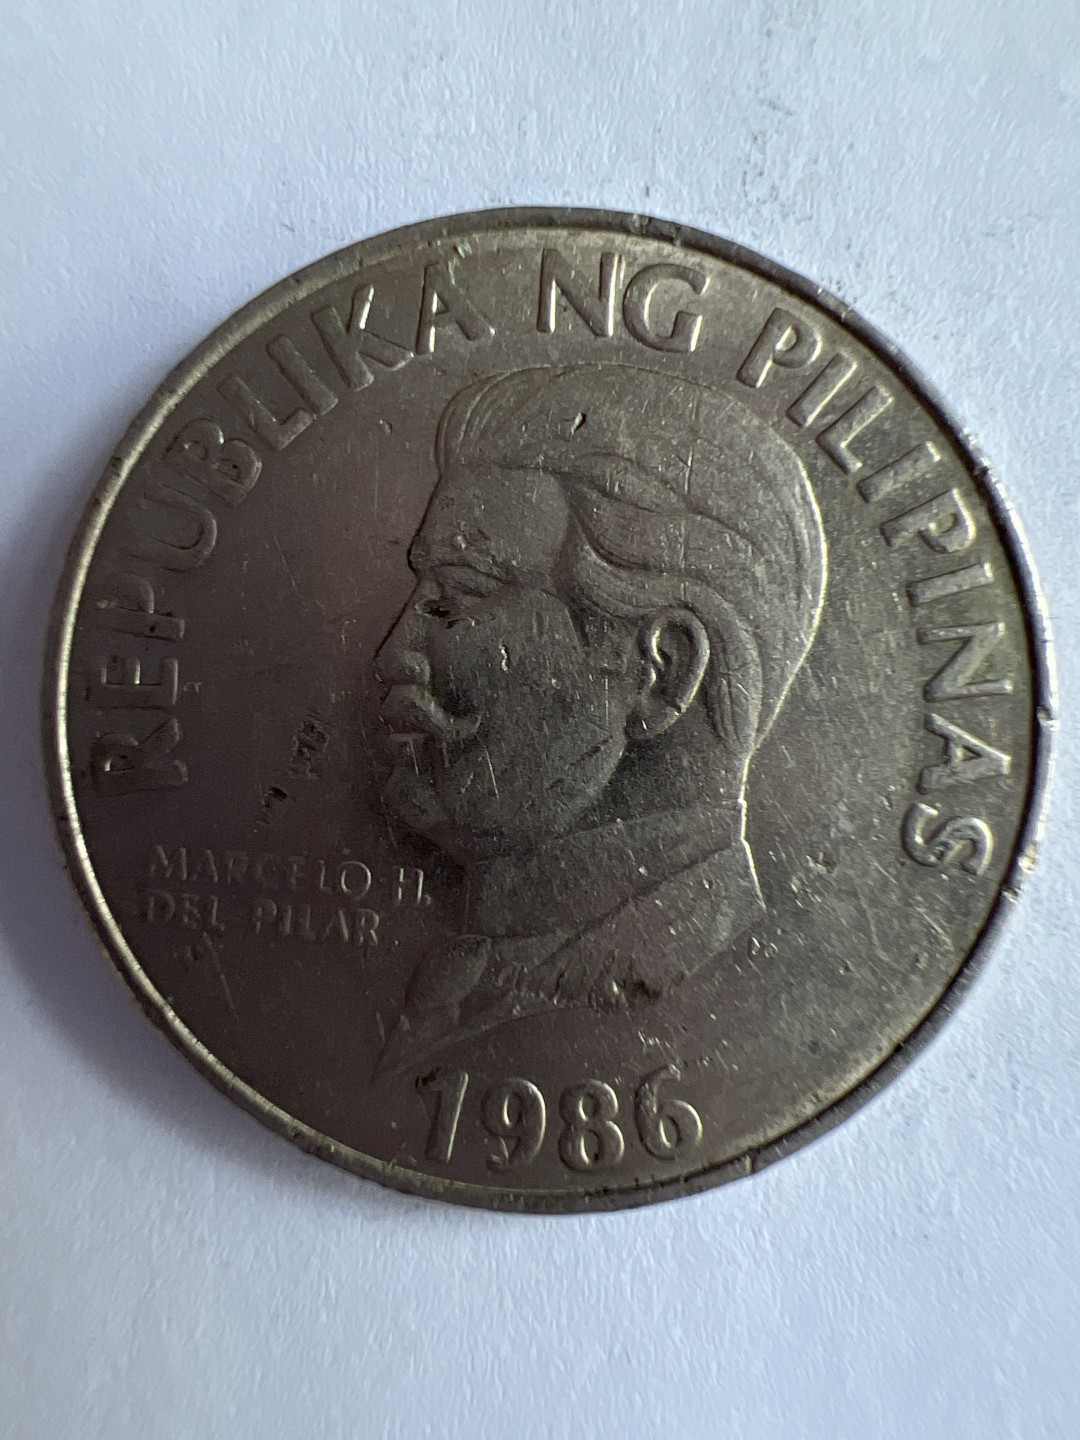 REPUBLIKA NG PILIPINAS
MARCELO H.
DEL PILAR
1986